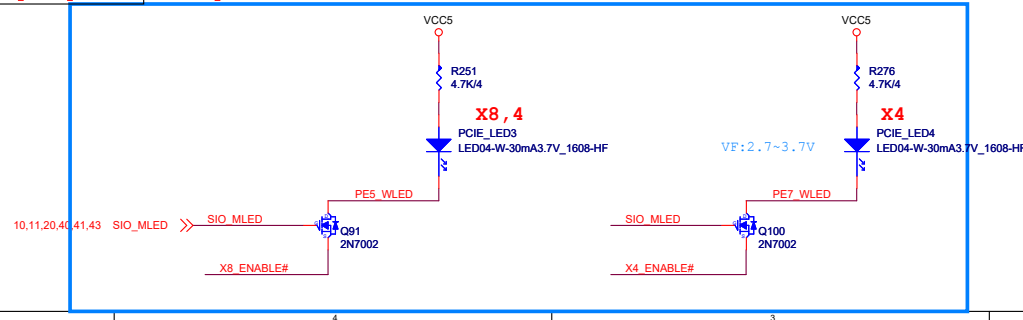 VCC5
R251
4.7K/4
X8,4
PCIE_LED3
LED04-W-30mA3.7V_1608-HF
PE5_WLED
10,11,20,40,41,43 SIO_MLED
SIO_MLED
Q91
2N7002
X8_ENABLE#
VCC5
R276
4.7K/4
X4
PCIE_LED4
VF:2.7~3.7V
LED04-W-30mA3.7V_1608-HF
PE7_WLED
SIO_MLED
Q100
2N7002
X4_ENABLE#
4
3